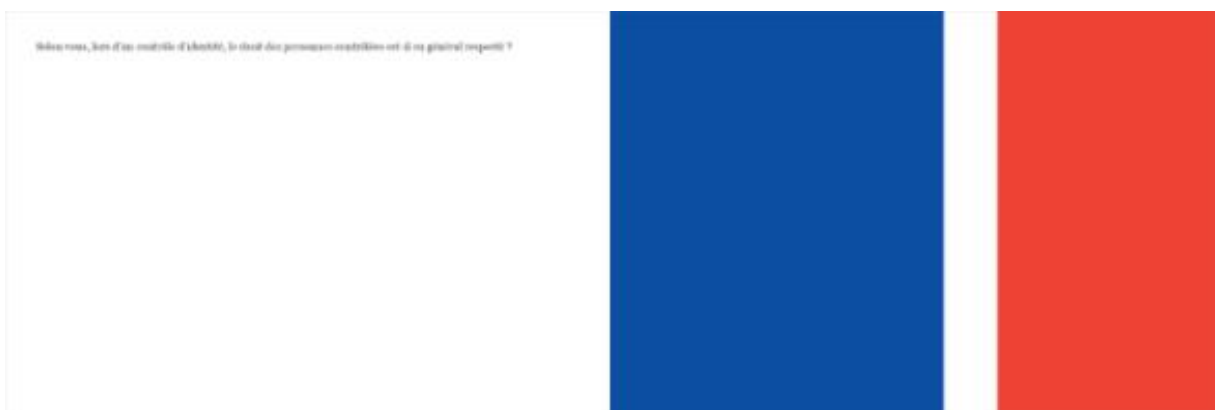 Selon vous, lors d'un contrôle d'identité, le droit des personnes contrôlées est-il en général respecté ?